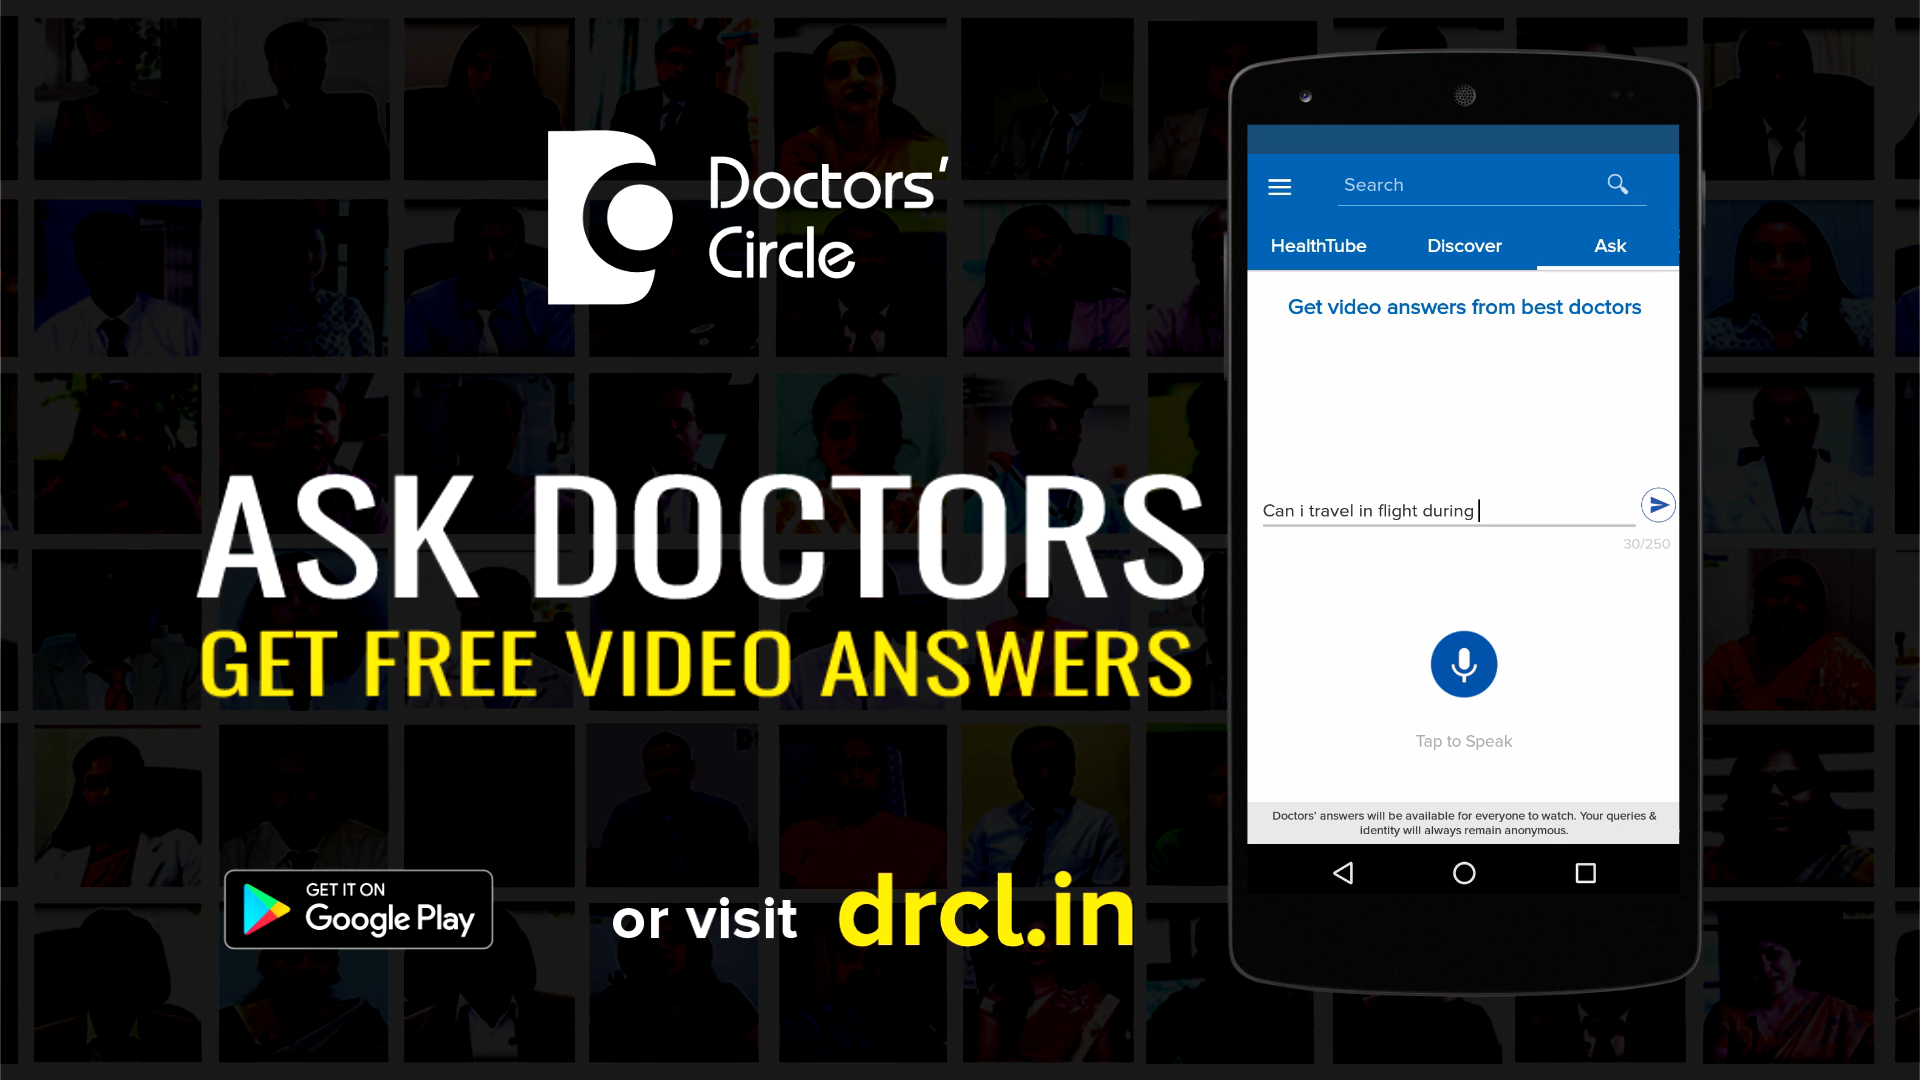 Doctors'
Circle
ASK DOCTORS
GET FREE VIDEO ANSWERS
GET IT ON
Google Play
or visit drcl.in
Search
HealthTube Discover Ask
Get video answers from best doctors
Can i travel in flight during
30/250
Tap to Speak
Doctors' answers will be available for everyone to watch. Your queries &
identity will always remain anonymous.